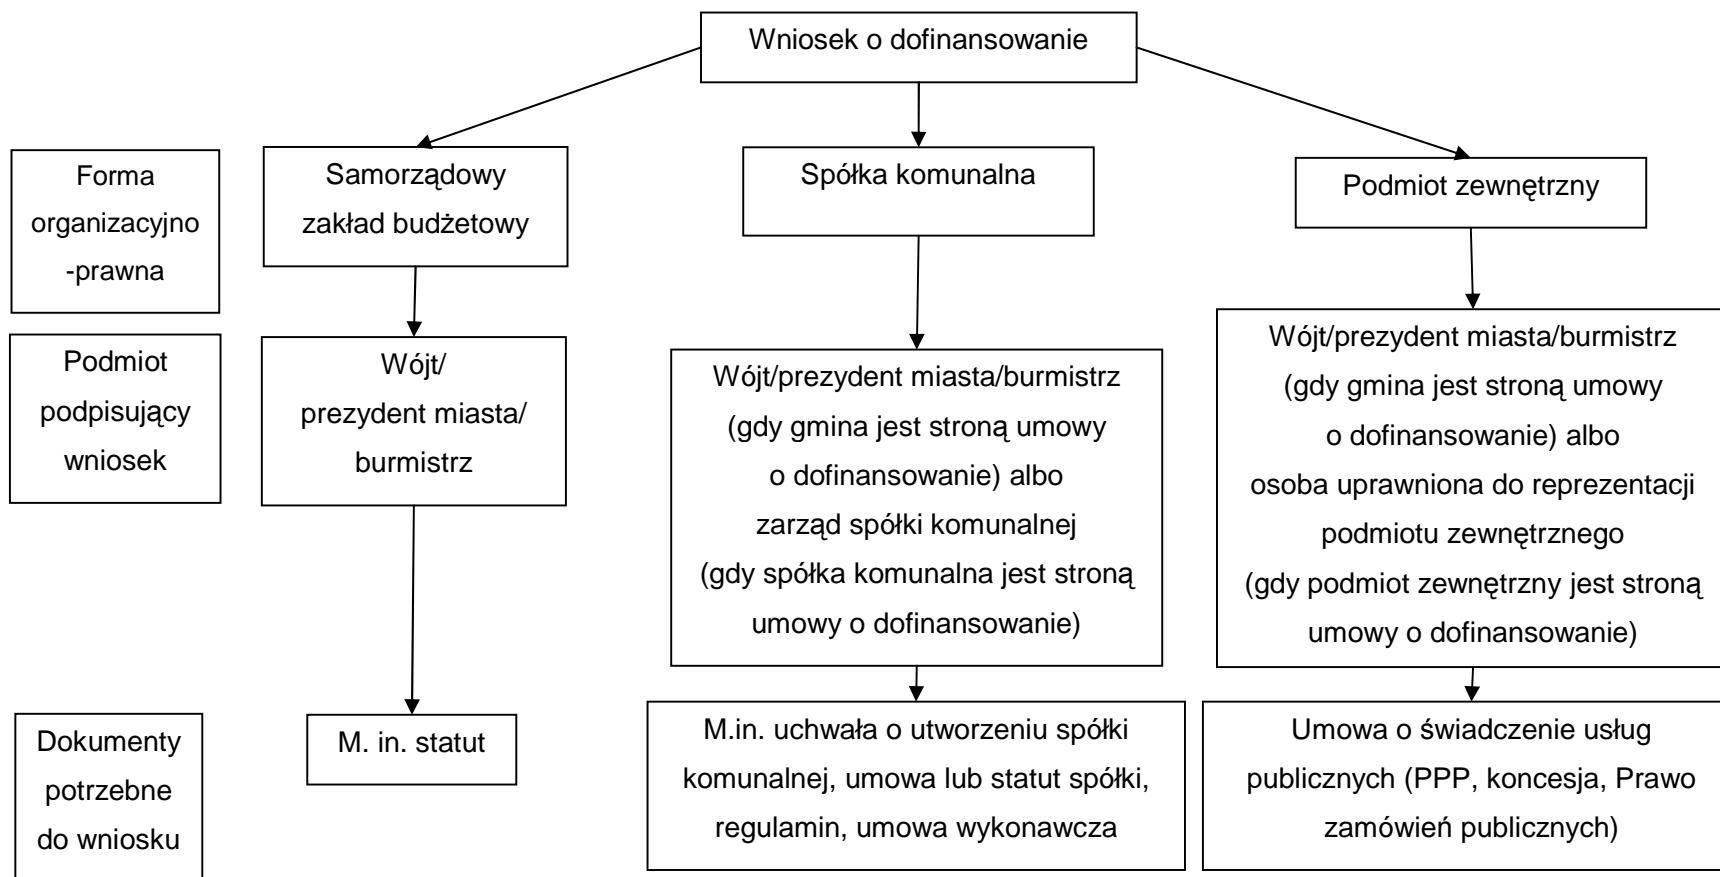 Wniosek o dofinansowanie
Forma
organizacyjno
-prawna
Samorządowy
zakład budżetowy
Spółka komunalna
Podmiot zewnętrzny
Podmiot
podpisujący
wniosek
Wójt/
prezydent miasta/
burmistrz
Wójt/prezydent miasta/burmistrz
(gdy gmina jest stroną umowy
o dofinansowanie) albo
zarząd spółki komunalnej
(gdy spółka komunalna jest stroną
umowy o dofinansowanie)
Wójt/prezydent miasta/burmistrz
(gdy gmina jest stroną umowy
o dofinansowanie) albo
osoba uprawniona do reprezentacji
podmiotu zewnętrznego
(gdy podmiot zewnętrzny jest stroną
umowy o dofinansowanie)
Dokumenty
potrzebne
do wniosku
M. in. statut
M.in. uchwała o utworzeniu spółki
komunalnej, umowa lub statut spółki,
regulamin, umowa wykonawcza
Umowa o świadczenie usług
publicznych (PPP, koncesja, Prawo
zamówień publicznych)